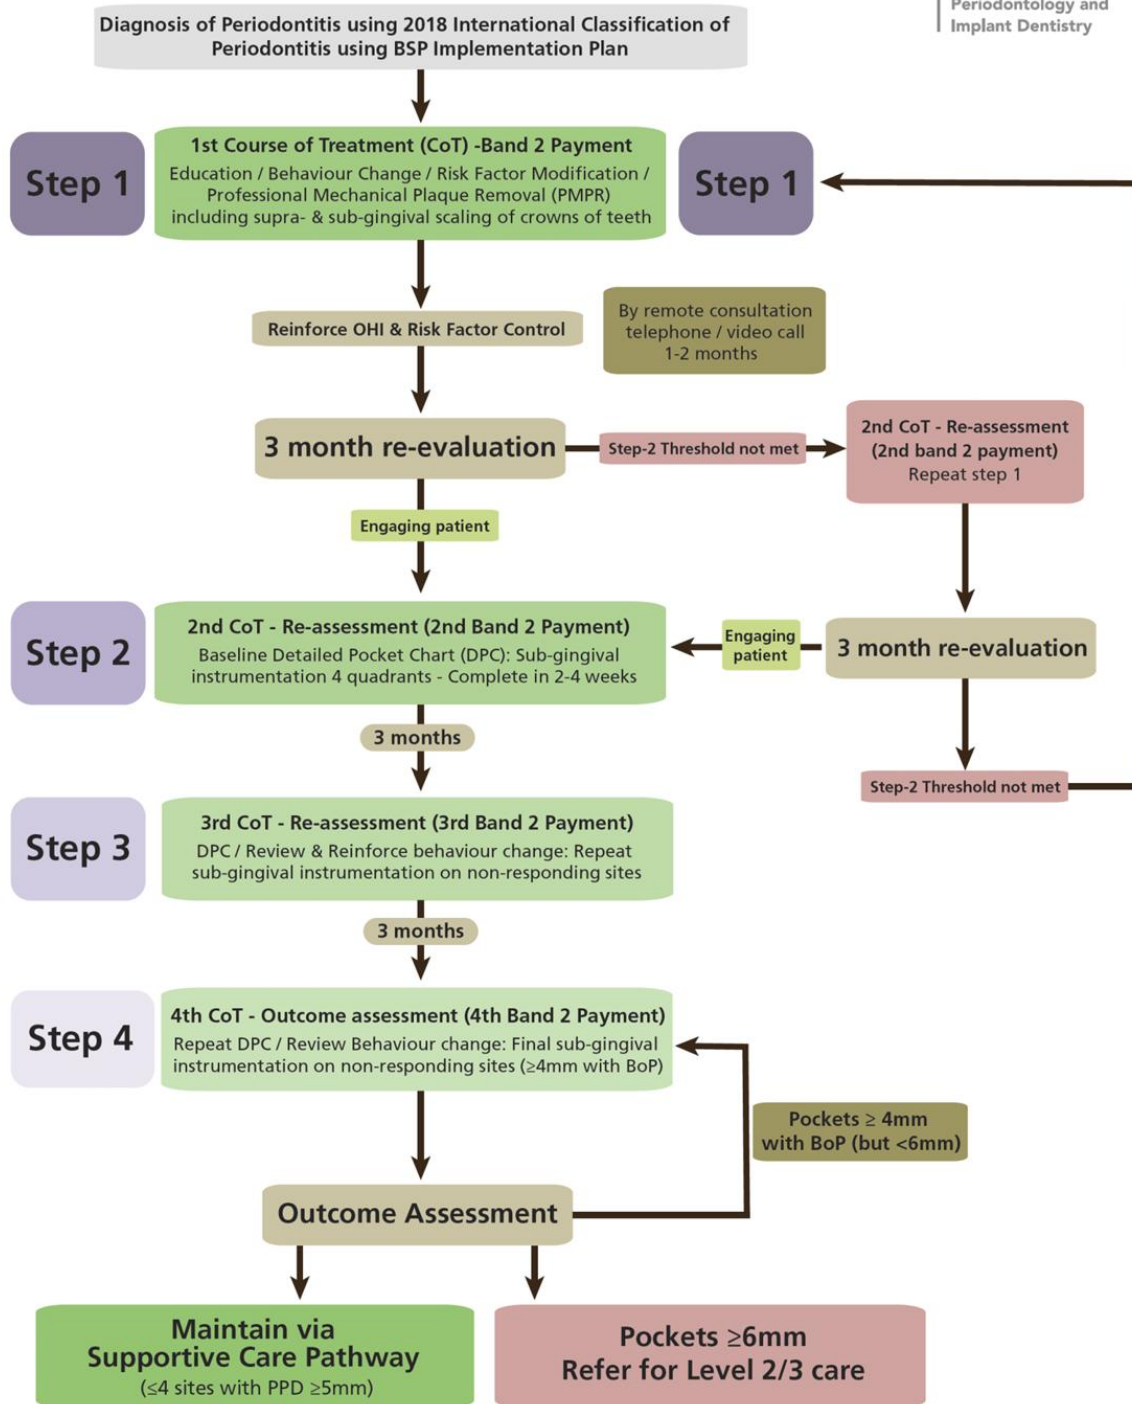 Periodontology and
Implant Dentistry
Diagnosis of Periodontitis using 2018 International Classification of
Periodontitis using BSP Implementation Plan
Step 1
1st Course of Treatment (CoT) -Band 2 Payment
Education / Behaviour Change / Risk Factor Modification /
Professional Mechanical Plaque Removal (PMPR)
including supra- & sub-gingival scaling of crowns of teeth
Step 1
Reinforce OHI & Risk Factor Control
By remote consultation
telephone / video call
1-2 months
3 month re-evaluation
Step-2 Threshold not met
2nd CoT - Re-assessment
(2nd band 2 payment)
Repeat step 1
Engaging patient
Step 2
2nd CoT - Re-assessment (2nd Band 2 Payment)
Baseline Detailed Pocket Chart (DPC): Sub-gingival
instrumentation 4 quadrants - Complete in 2-4 weeks
Engaging
patient
3 month re-evaluation
3 months
Step-2 Threshold not met
Step 3
3rd CoT - Re-assessment (3rd Band 2 Payment)
DPC / Review & Reinforce behaviour change: Repeat
sub-gingival instrumentation on non-responding sites
3 months
Step 4
4th CoT - Outcome assessment (4th Band 2 Payment)
Repeat DPC / Review Behaviour change: Final sub-gingival
instrumentation on non-responding sites (≥4mm with BoP)
Pockets ≥ 4mm
with BoP (but <6mm)
Outcome Assessment
Maintain via
Supportive Care Pathway
(≤4 sites with PPD ≥5mm)
Pockets ≥6mm
Refer for Level 2/3 care